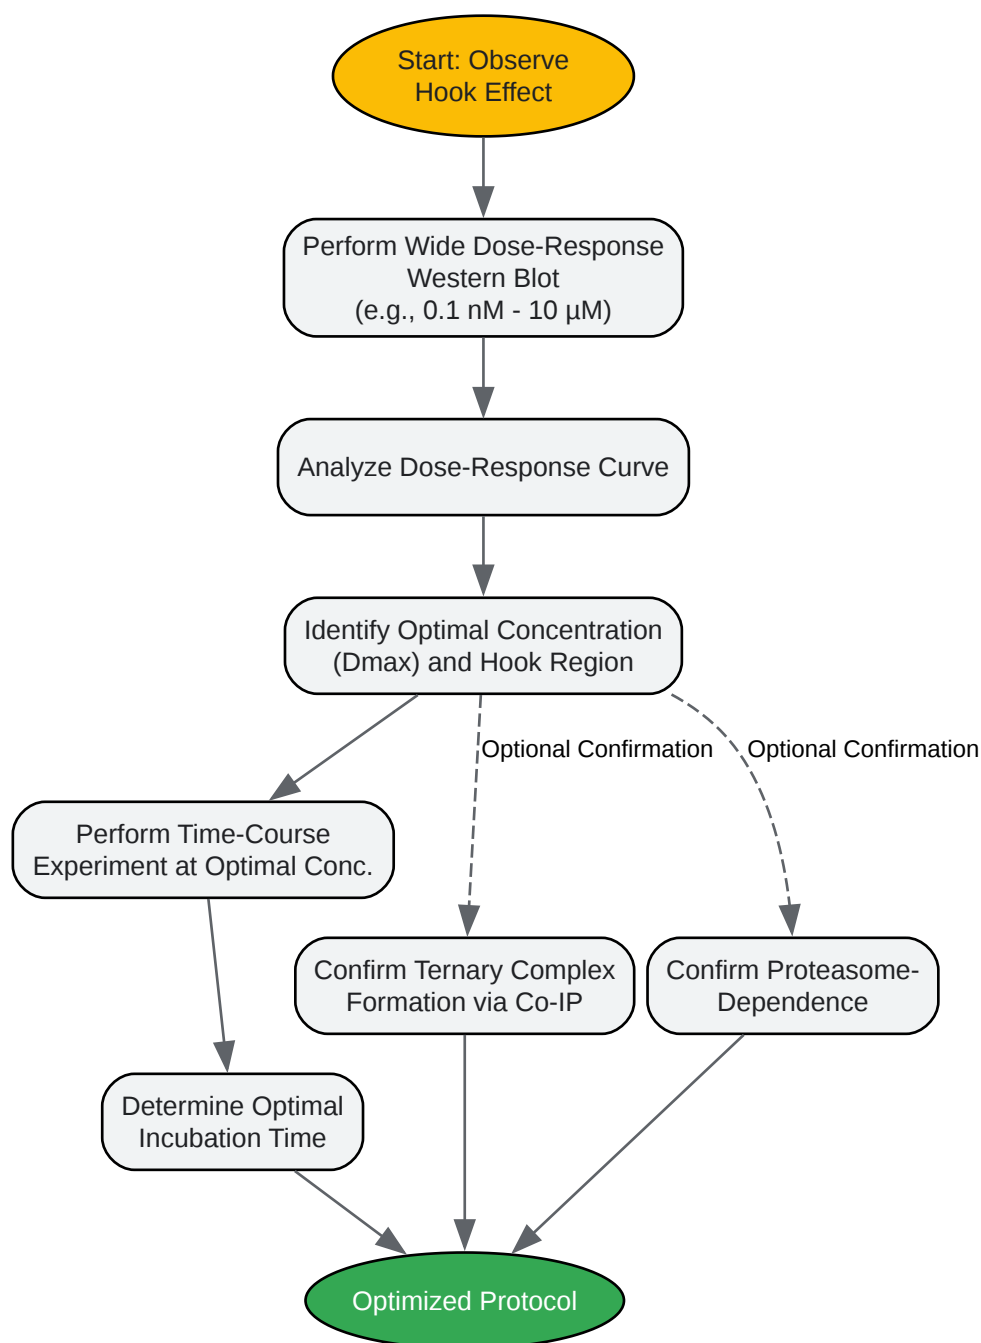 Start: Observe
Hook Effect
Perform Wide Dose-Response
Western Blot
(e.g., 0.1 nM - 10 µM)
Analyze Dose-Response Curve
Identify Optimal Concentration
(Dmax) and Hook Region
Optional Confirmation
Optional Confirmation
Perform Time-Course
Experiment at Optimal Conc.
Confirm Ternary Complex
Formation via Co-IP
Confirm Proteasome-
Dependence
Determine Optimal
Incubation Time
Optimized Protocol